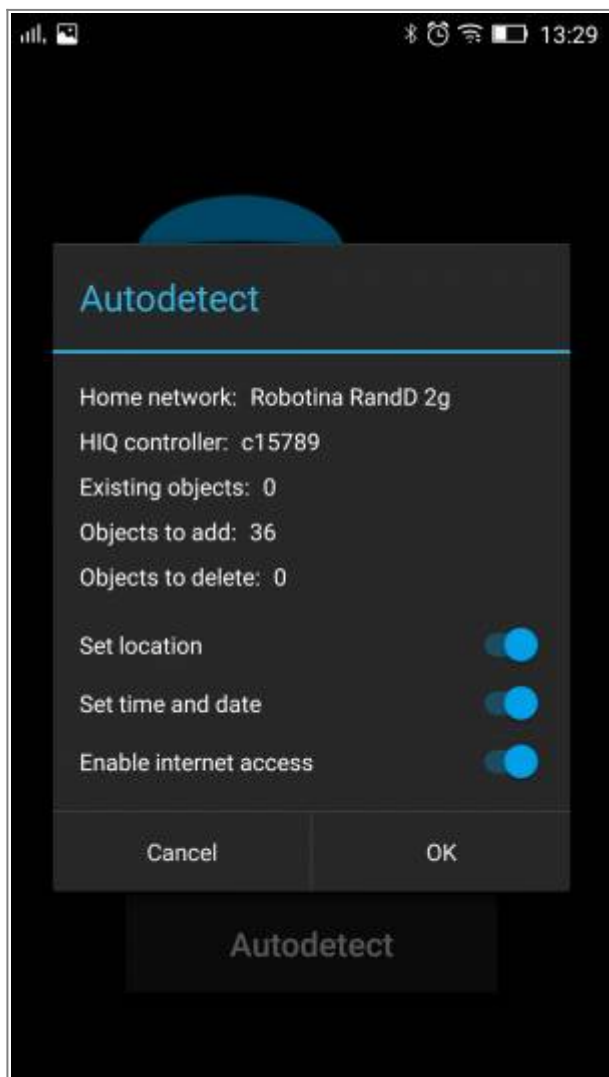 13:29
Autodetect
Home network: Robotina RandD 2g
HIQ controller: c15789
Existing objects: 0
Objects to add: 36
Objects to delete: 0
Set location
Set time and date
Enable internet access
Cancel OK
Autodetect